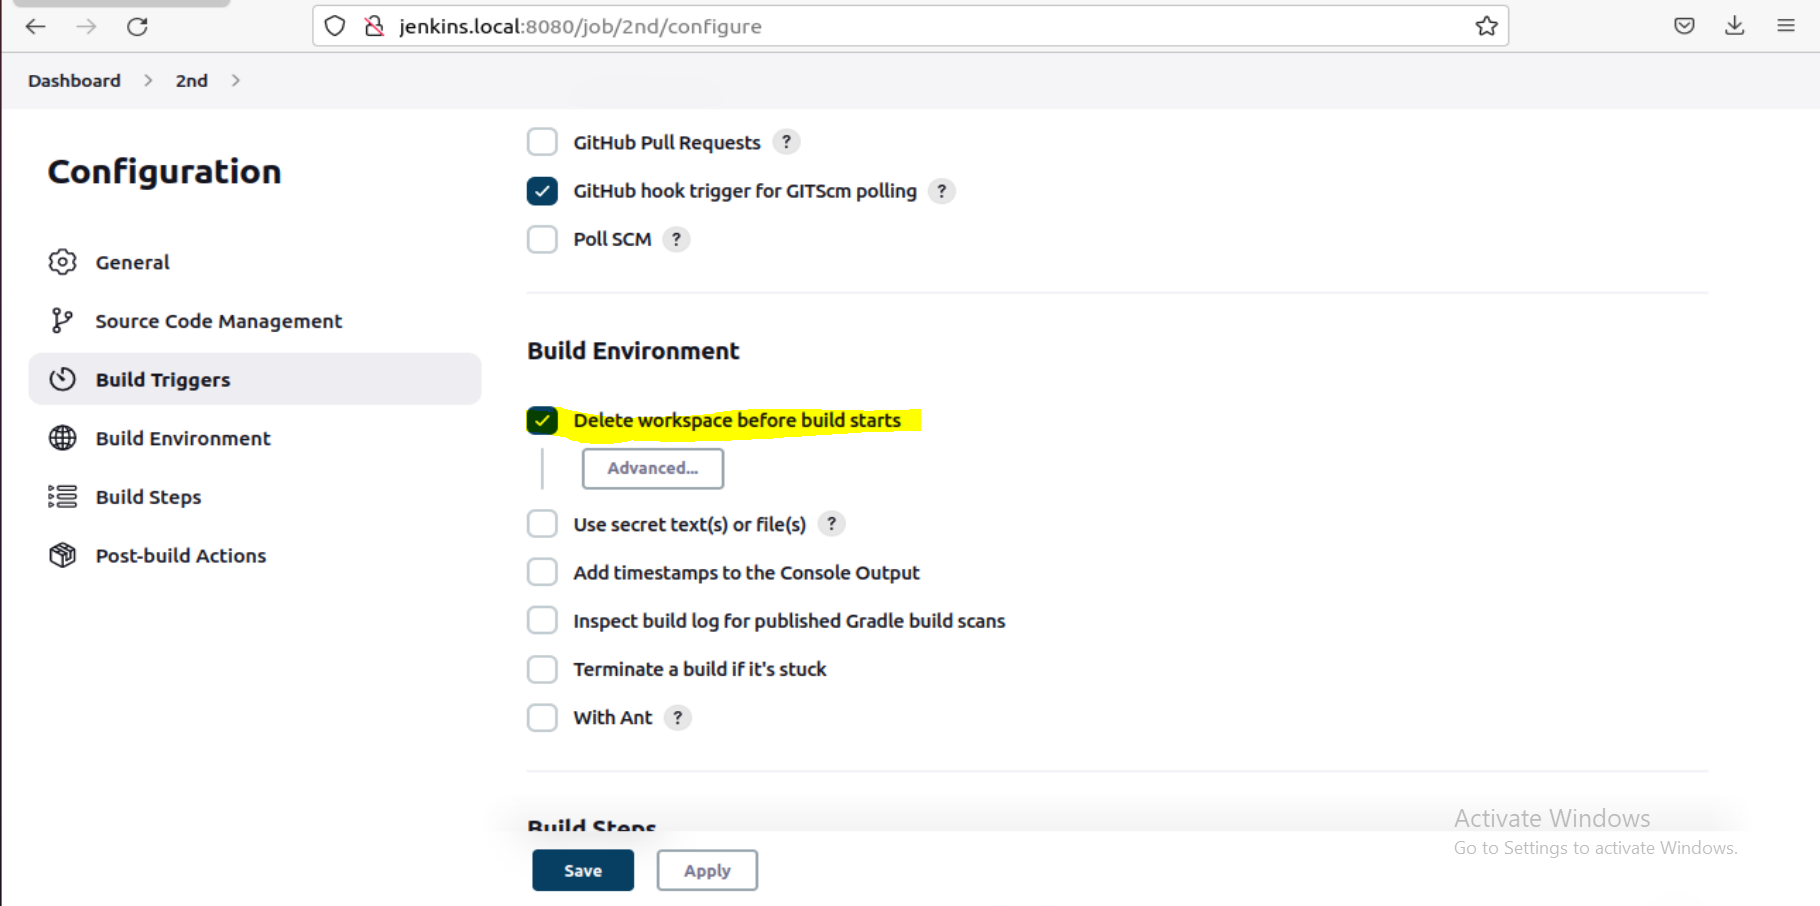 jenkins.local:8080/job/2nd/configure
Dashboard > 2nd >
Configuration
General
Source Code Management
Build Triggers
Build Environment
Build Steps
Post-build Actions
GitHub Pull Requests ?
GitHub hook trigger for GITScm polling ?
Poll SCM ?
Build Environment
Delete workspace before build starts
Advanced...
Use secret text(s) or file(s) ?
Add timestamps to the Console Output
Inspect build log for published Gradle build scans
Terminate a build if it's stuck
With Ant ?
Build Steps
Save
Apply
Activate Windows
Go to Settings to activate Windows.